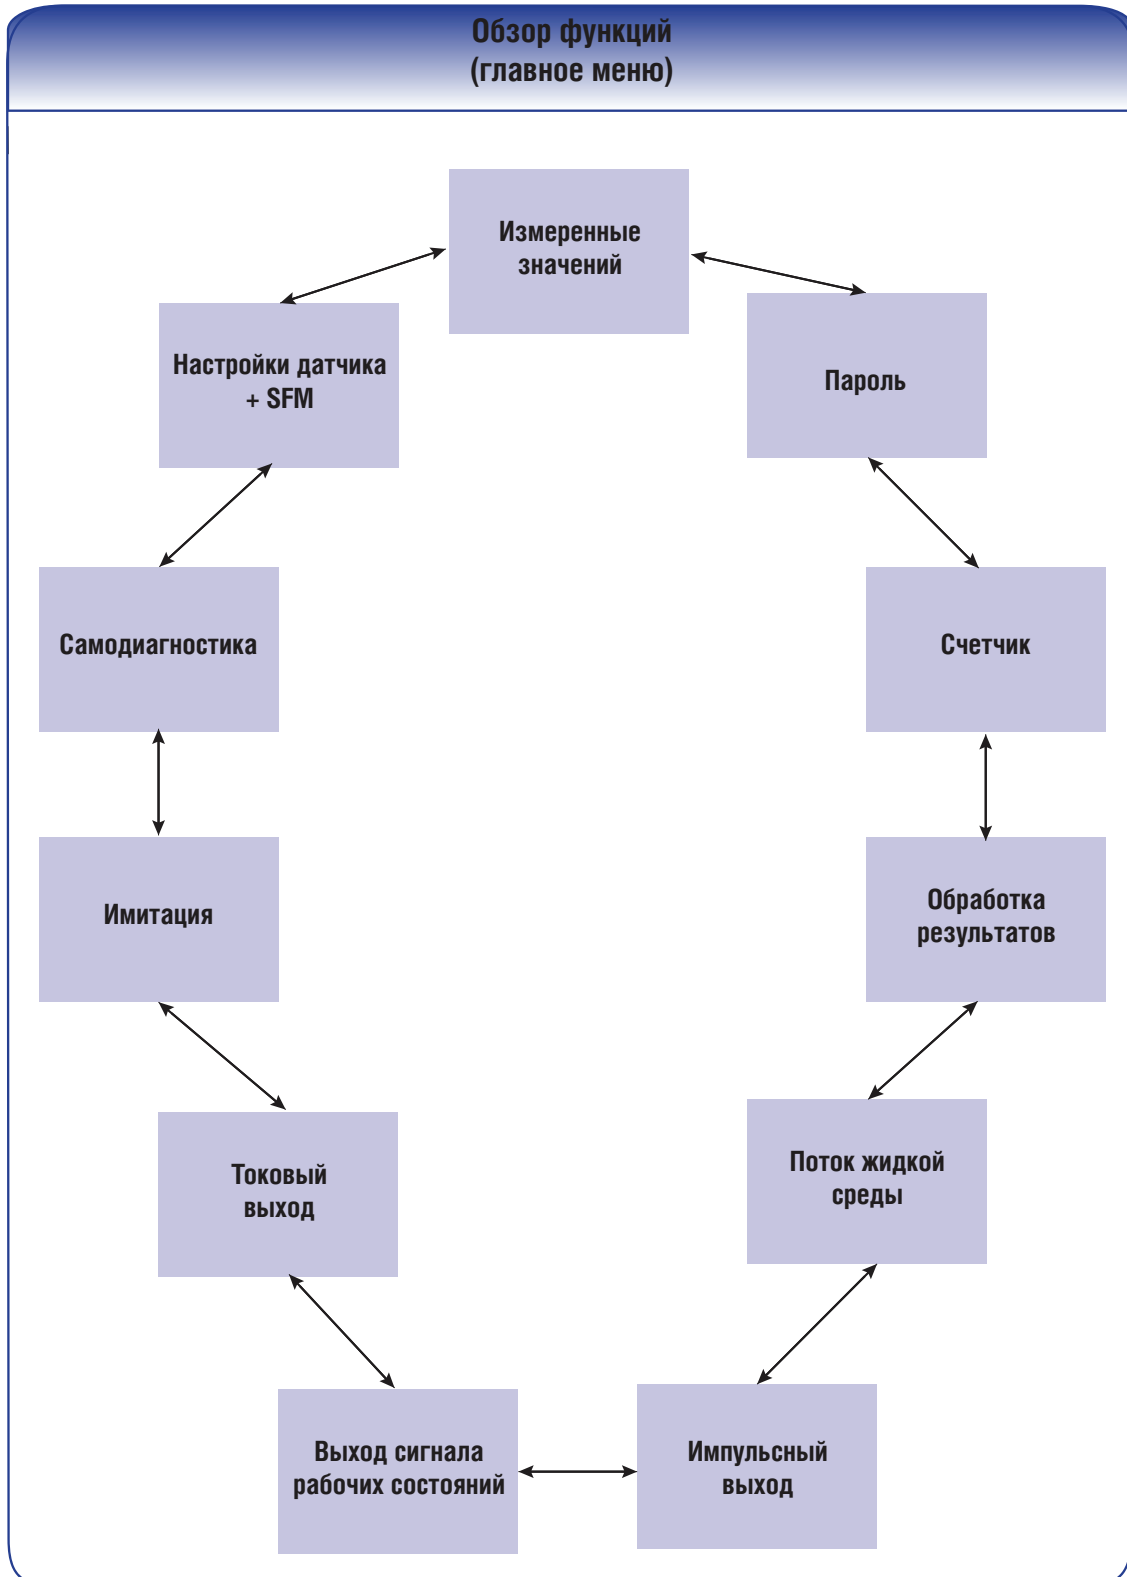 Обзор функций
(главное меню)
Измеренные
значений
Настройки датчика
+ SFM
Пароль
Самодиагностика
Счетчик
Имитация
Обработка
результатов
Токовый
выход
Поток жидкой
среды
Выход сигнала
рабочих состояний
Импульсный
выход